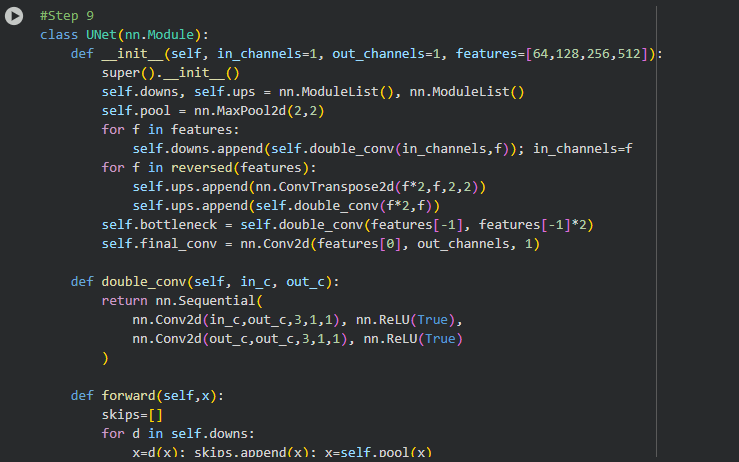 #Step 9
class UNet(nn.Module):
    def __init__(self, in_channels=1, out_channels=1, features=[64,128,256,512]):
        super().__init__()
        self.downs, self.ups = nn.ModuleList(), nn.ModuleList()
        self.pool = nn.MaxPool2d(2,2)
        for f in features:
            self.downs.append(self.double_conv(in_channels,f)); in_channels=f
        for f in reversed(features):
            self.ups.append(nn.ConvTranspose2d(f*2,f,2,2))
            self.ups.append(self.double_conv(f*2,f))
        self.bottleneck = self.double_conv(features[-1], features[-1]*2)
        self.final_conv = nn.Conv2d(features[0], out_channels, 1)
    def double_conv(self, in_c, out_c):
        return nn.Sequential(
            nn.Conv2d(in_c,out_c,3,1,1), nn.ReLU(True),
            nn.Conv2d(out_c,out_c,3,1,1), nn.ReLU(True)
        )
    def forward(self,x):
        skips=[]
        for d in self.downs:
            x=d(x); skips.append(x); x=self.pool(x)